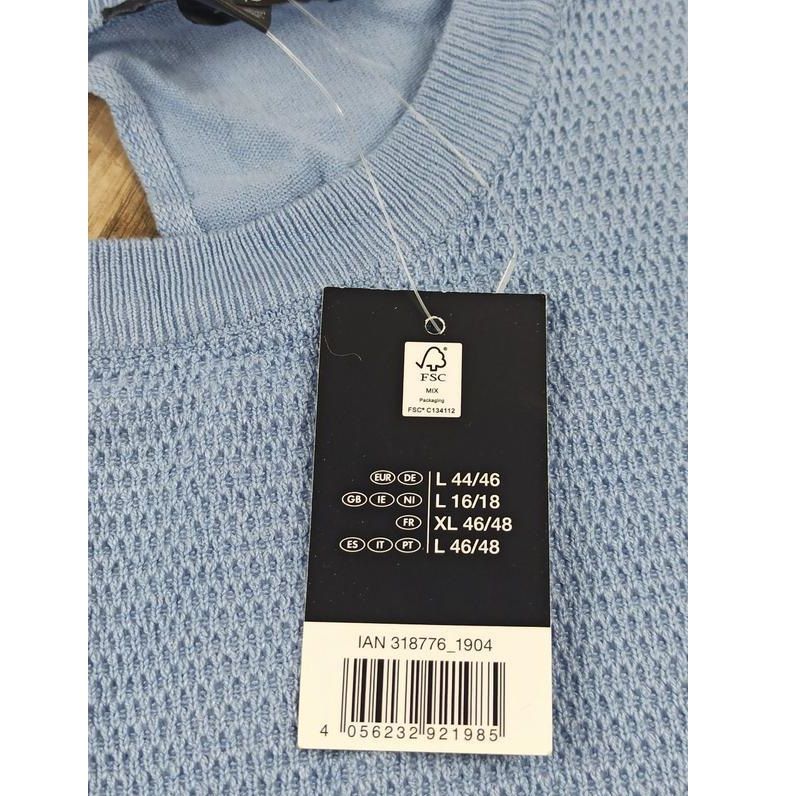 FSC
MIX
Packaging
FSC® C134112
EUR DE L 44/46
GB IE NI L 16/18
FR XL 46/48
ES IT PT L 46/48
IAN 318776_1904
4 056232 921985